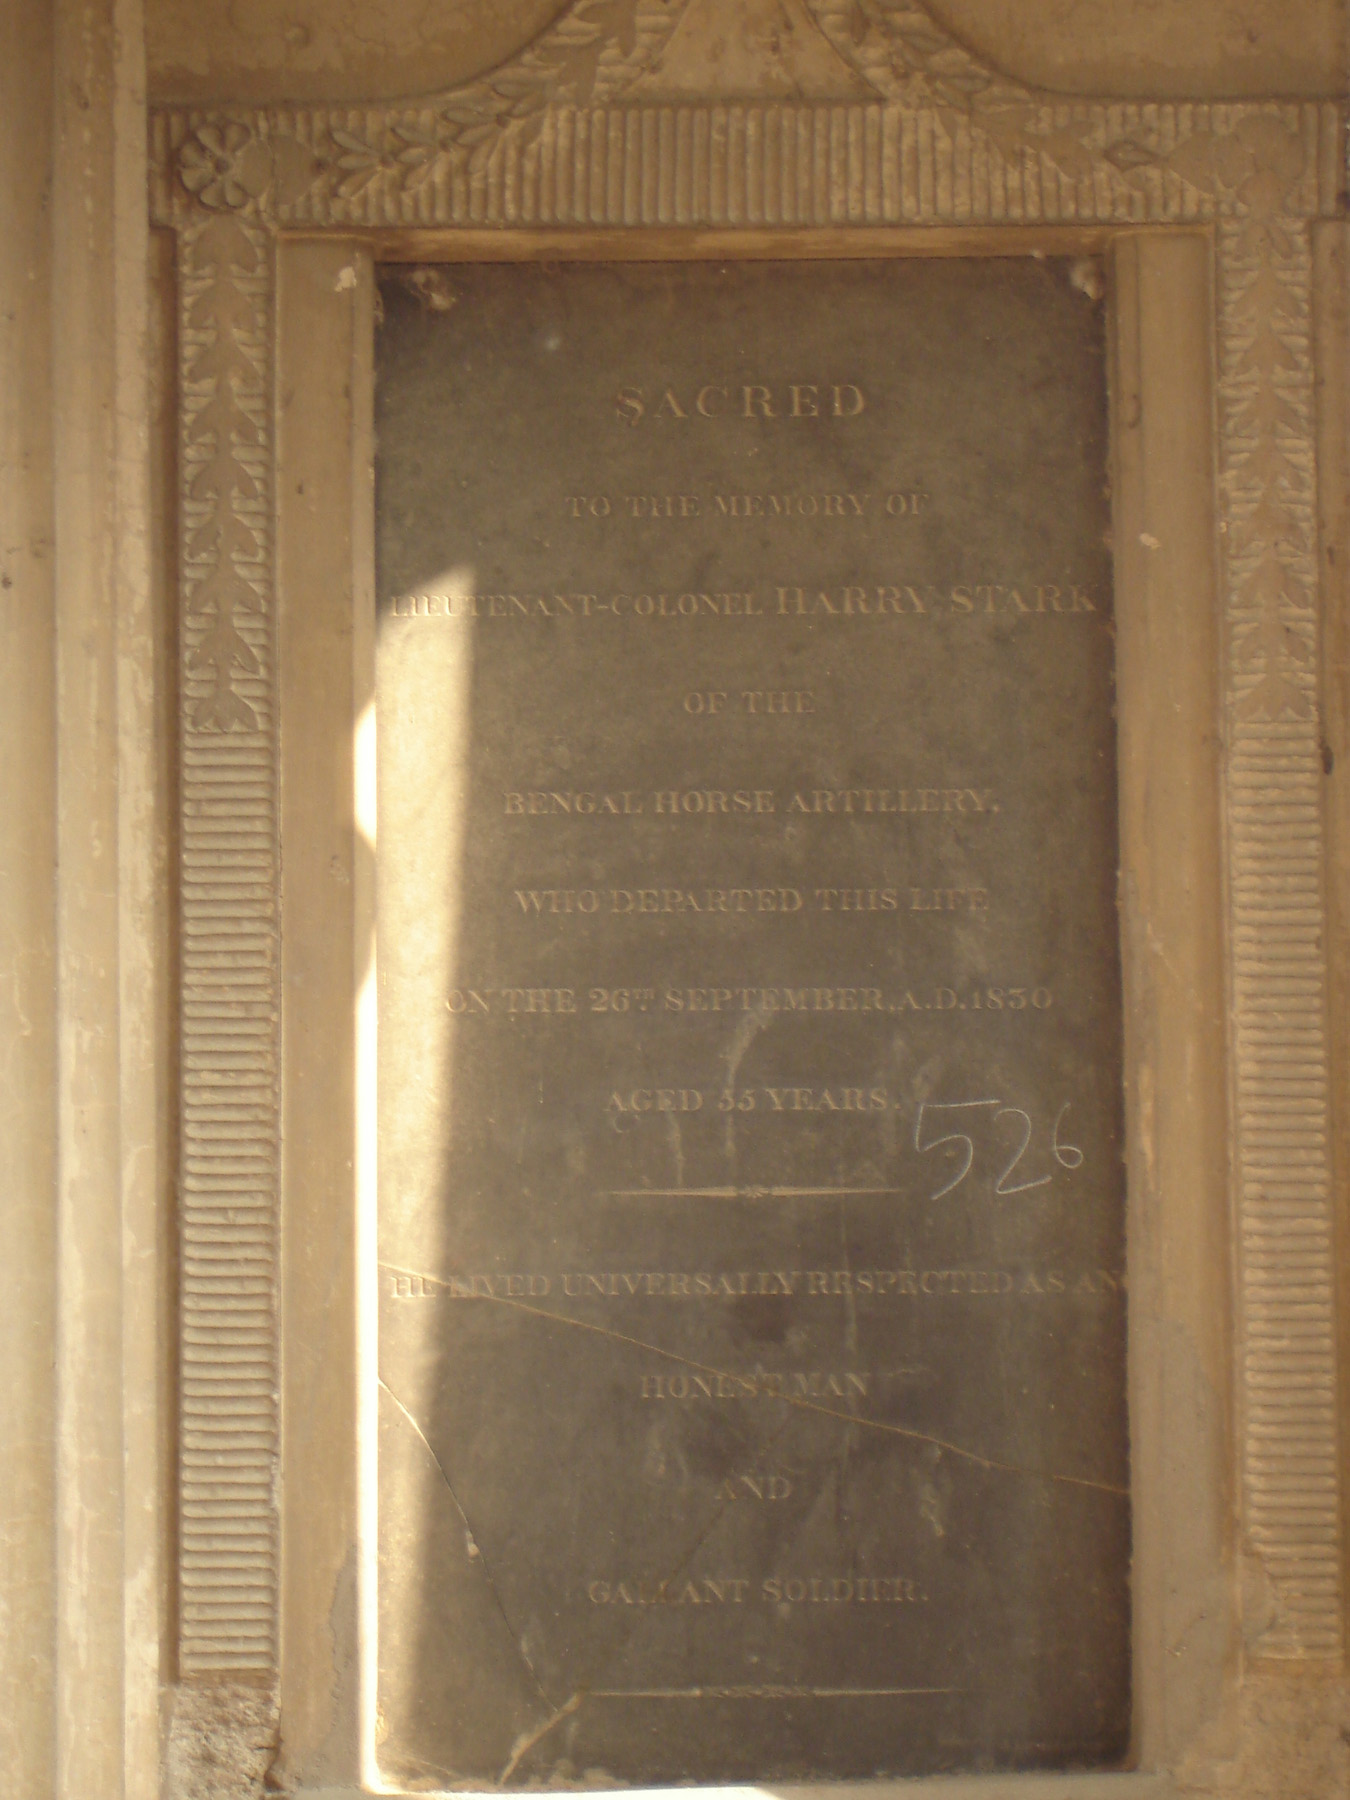 SACRED
TO THE MEMORY OF
LIEUTENANT-COLONEL HARRY STARK
OF THE
BENGAL HORSE ARTILLERY,
WHO DEPARTED THIS LIFE
ON THE 26TH SEPTEMBER, A.D. 1830
AGED 55 YEARS.
526
HE LIVED UNIVERSALLY RESPECTED AS AN
HONEST MAN
AND
GALLANT SOLDIER.